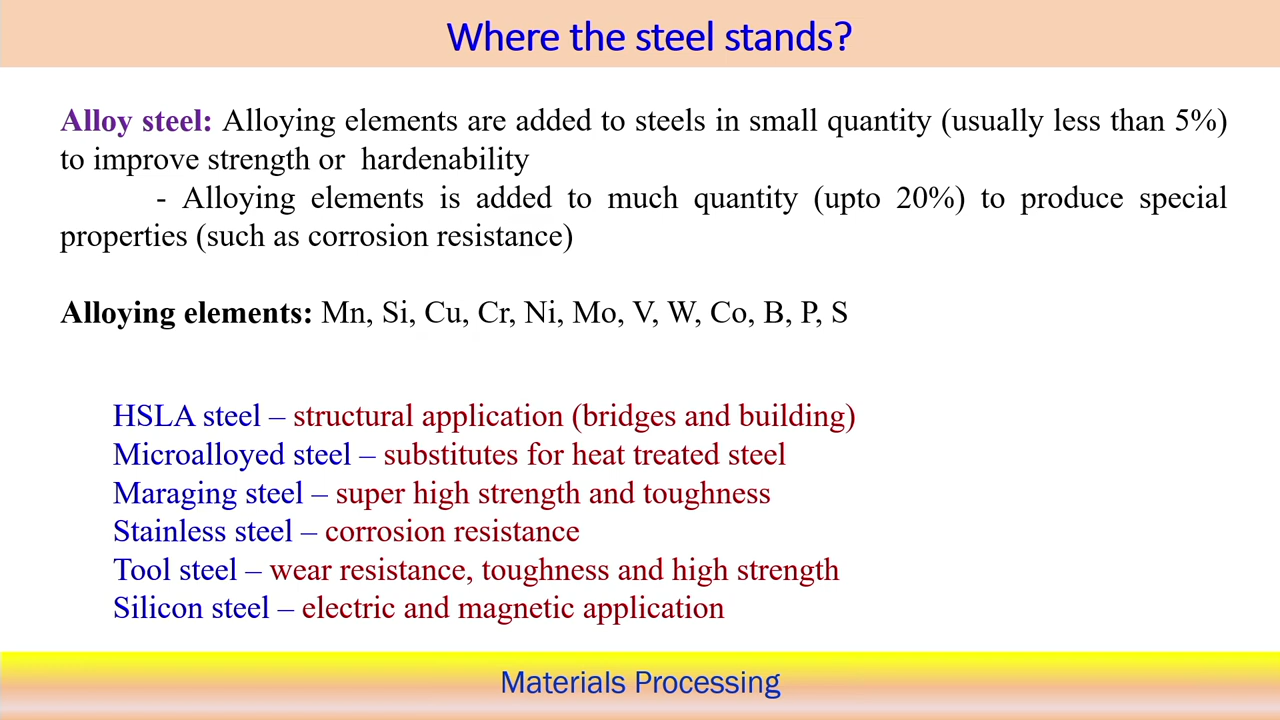 Where the steel stands?
Alloy steel: Alloying elements are added to steels in small quantity (usually less than 5%)
to improve strength or hardenability
- Alloying elements is added to much quantity (upto 20%) to produce special
properties (such as corrosion resistance)
Alloying elements: Mn, Si, Cu, Cr, Ni, Mo, V, W, Co, B, P, S
HSLA steel – structural application (bridges and building)
Microalloyed steel – substitutes for heat treated steel
Maraging steel – super high strength and toughness
Stainless steel – corrosion resistance
Tool steel – wear resistance, toughness and high strength
Silicon steel – electric and magnetic application
Materials Processing